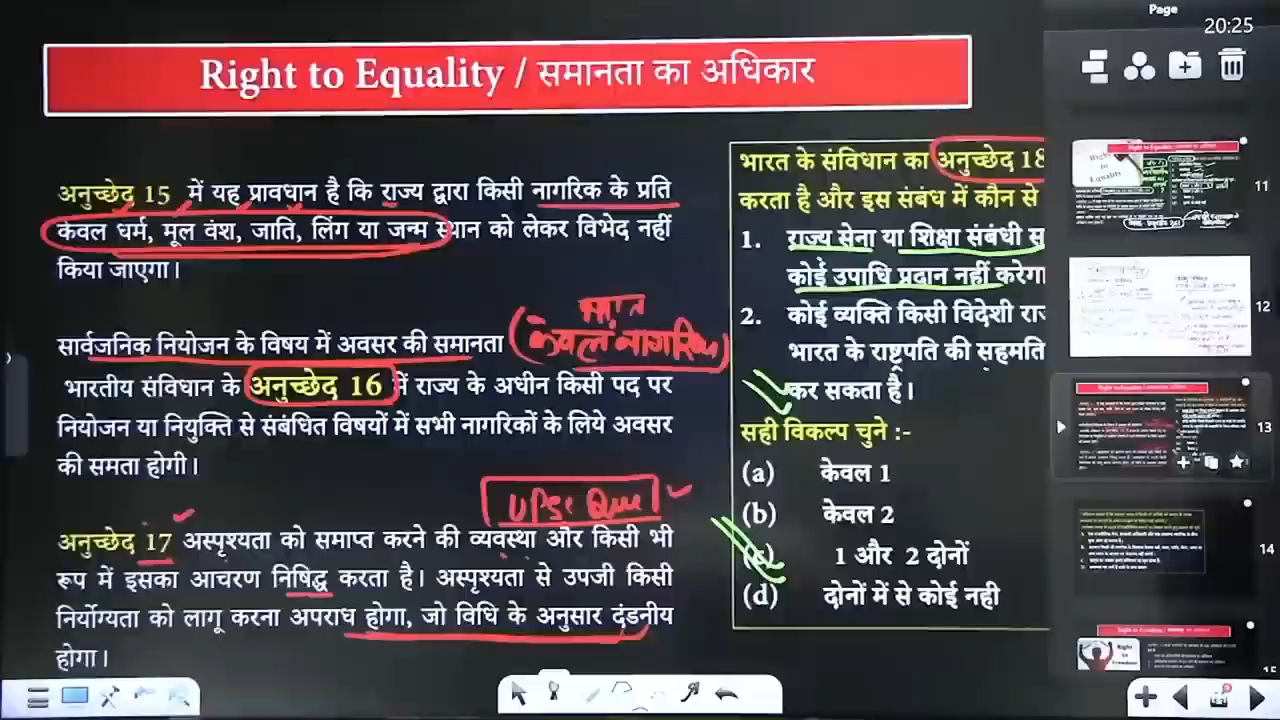 Page
20:25
Right to Equality / समानता का अधिकार
अनुच्छेद 15 में यह प्रावधान है कि राज्य द्वारा किसी नागरिक के प्रति
केवल धर्म, मूल वंश, जाति, लिंग या जन्म स्थान को लेकर विभेद नहीं
किया जाएगा।
सार्वजनिक नियोजन के विषय में अवसर की समानता
केवल नागरिक
भारतीय संविधान के अनुच्छेद 16 में राज्य के अधीन किसी पद पर
नियोजन या नियुक्ति से संबंधित विषयों में सभी नागरिकों के लिये अवसर
की समता होगी।
UPSC Que
अनुच्छेद 17 अस्पृश्यता को समाप्त करने की व्यवस्था और किसी भी
रूप में इसका आचरण निषिद्ध करता है। अस्पृश्यता से उपजी किसी
निर्योग्यता को लागू करना अपराध होगा, जो विधि के अनुसार दंडनीय
होगा।
भारत के संविधान का अनुच्छेद 18
करता है और इस संबंध में कौन से
1. राज्य सेना या शिक्षा संबंधी स
कोई उपाधि प्रदान नहीं करेगा
2. कोई व्यक्ति किसी विदेशी राज
भारत के राष्ट्रपति की सहमति
कर सकता है।
सही विकल्प चुने :-
(a) केवल 1
(b) केवल 2
(c) 1 और 2 दोनों
(d) दोनों में से कोई नही
11
12
13
14
Right to Equality